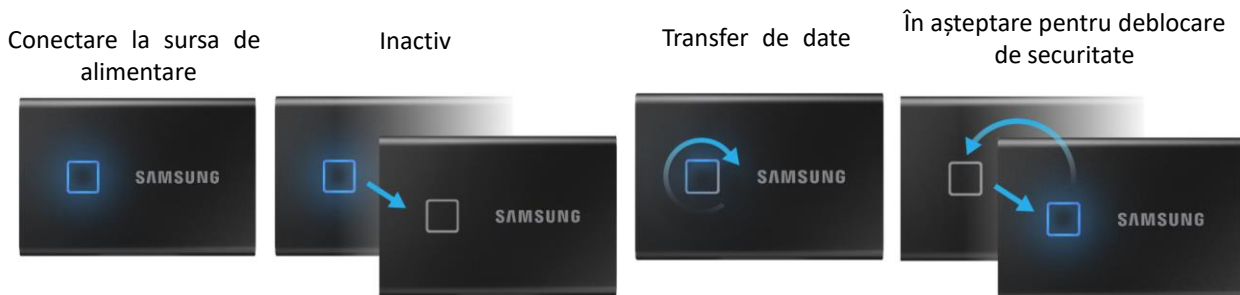 Conectare la sursa de
alimentare
Inactiv
Transfer de date
În așteptare pentru deblocare
de securitate
SAMSUNG
SAMSUNG
SAMSUNG
SAMSUNG